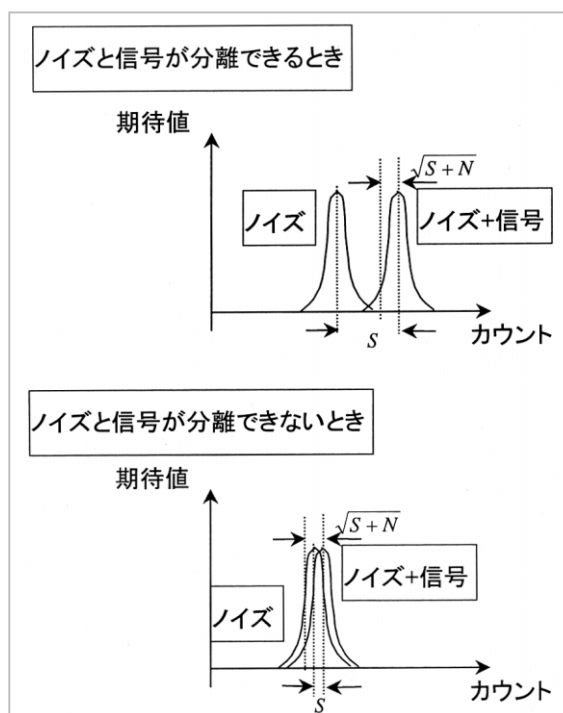 ノイズと信号が分離できるとき
期待値
√S+N
ノイズ
ノイズ+信号
S
カウント
ノイズと信号が分離できないとき
期待値
√S+N
ノイズ+信号
ノイズ
カウント
S